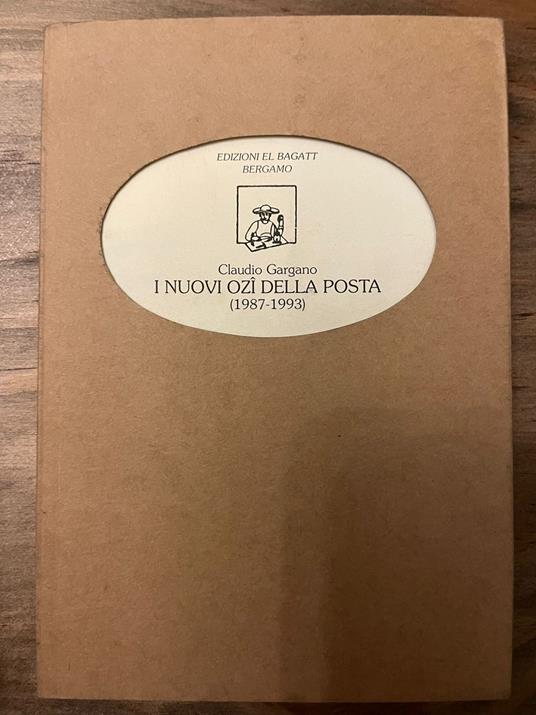 EDIZIONI EL BAGATT
BERGAMO
Claudio Gargano
I NUOVI OZÎ DELLA POSTA
(1987-1993)